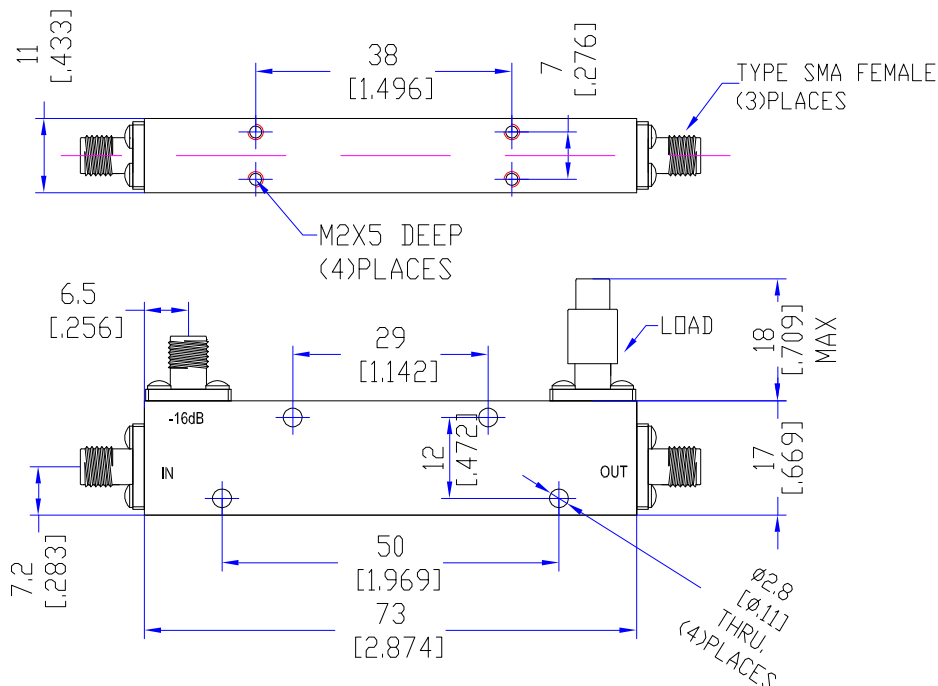 11
[.433]
38
[1.496]
7
[.276]
TYPE SMA FEMALE
(3)PLACES
M2X5 DEEP
(4)PLACES
6.5
[.256]
29
[1.142]
LOAD
18
[.709]
MAX
-16dB
12
[.472]
IN
OUT
17
[.669]
7.2
[.283]
50
[1.969]
73
[2.874]
Ø2.8
[Ø.11]
THRU,
(4)PLACES